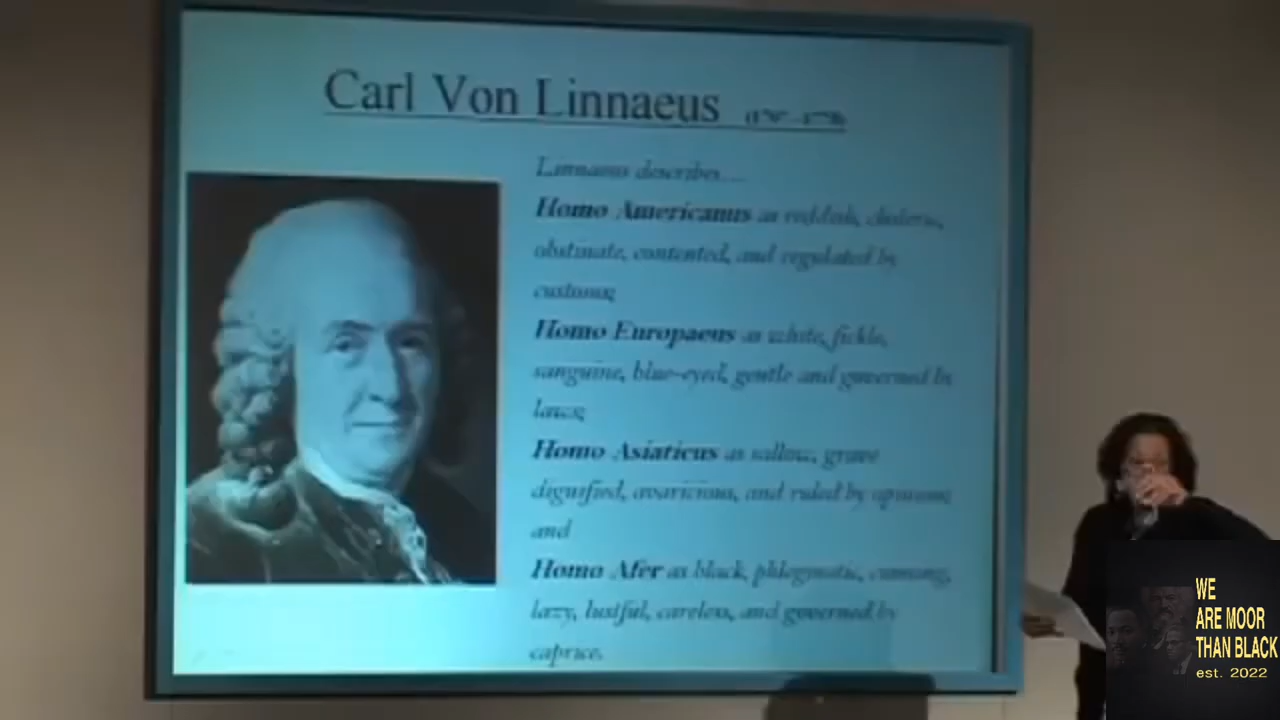 Carl Von Linnaeus
Linnaeus describes...
Homo Americanus as reddish, choleric,
obstinate, contented, and regulated by
customs;
Homo Europaeus as white, fickle,
sanguine, blue-eyed, gentle and governed by
laws;
Homo Asiaticus as sallow, grave
dignified, avaricious, and ruled by opinions;
and
Homo Afer as black, phlegmatic, cunning,
lazy, lustful, careless, and governed by
caprice.
WE
ARE MOOR
THAN BLACK
est. 2022